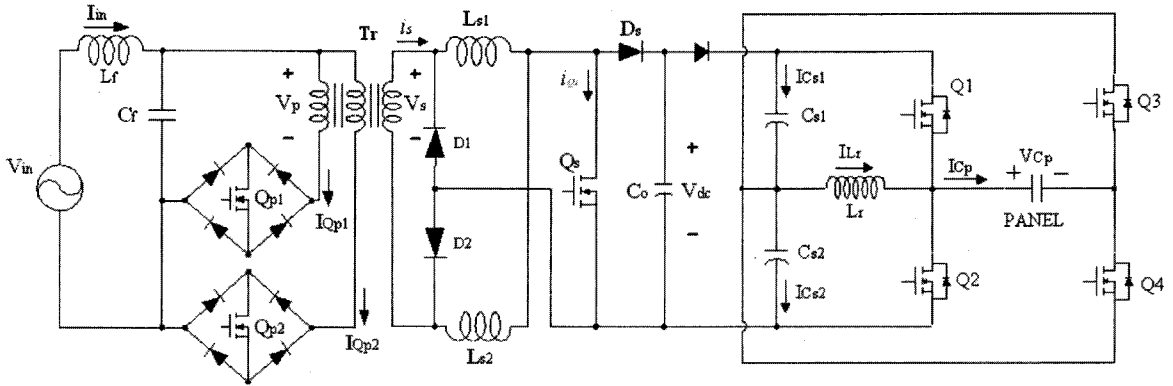 Iin
Lf
Cf
Vin
Tr
+
Vp
−
+
Vs
−
is
Ls1
D1
D2
Ls2
Qp1
IQp1
Qp2
IQp2
Ds
Qs
Co
+
Vdc
−
ICs1
Cs1
Q1
Q3
ILr
Lr
ICp
+
VCp
−
PANEL
Cs2
ICs2
Q2
Q4